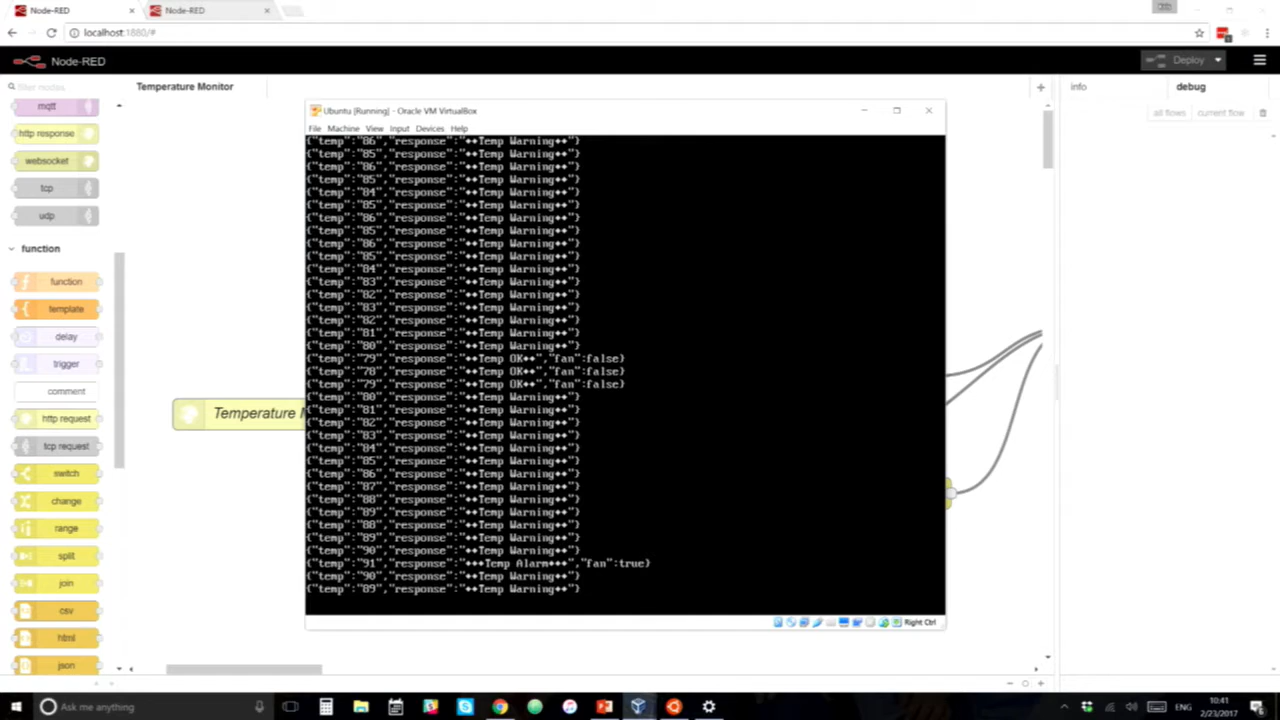 Node-RED
Node-RED
localhost:1880/#
Node-RED
Deploy
filter nodes
Temperature Monitor
info
debug
all flows
current flow
mqtt
http response
websocket
tcp
udp
function
function
template
delay
trigger
comment
http request
tcp request
switch
change
range
split
join
csv
html
json
Temperature M
Ubuntu [Running] - Oracle VM VirtualBox
File Machine View Input Devices Help
{"temp":"86","response":"♦♦Temp Warning♦♦"}
{"temp":"85","response":"♦♦Temp Warning♦♦"}
{"temp":"86","response":"♦♦Temp Warning♦♦"}
{"temp":"85","response":"♦♦Temp Warning♦♦"}
{"temp":"84","response":"♦♦Temp Warning♦♦"}
{"temp":"85","response":"♦♦Temp Warning♦♦"}
{"temp":"86","response":"♦♦Temp Warning♦♦"}
{"temp":"85","response":"♦♦Temp Warning♦♦"}
{"temp":"86","response":"♦♦Temp Warning♦♦"}
{"temp":"85","response":"♦♦Temp Warning♦♦"}
{"temp":"84","response":"♦♦Temp Warning♦♦"}
{"temp":"83","response":"♦♦Temp Warning♦♦"}
{"temp":"82","response":"♦♦Temp Warning♦♦"}
{"temp":"83","response":"♦♦Temp Warning♦♦"}
{"temp":"82","response":"♦♦Temp Warning♦♦"}
{"temp":"81","response":"♦♦Temp Warning♦♦"}
{"temp":"80","response":"♦♦Temp Warning♦♦"}
{"temp":"79","response":"♦♦Temp OK♦♦","fan":false}
{"temp":"78","response":"♦♦Temp OK♦♦","fan":false}
{"temp":"79","response":"♦♦Temp OK♦♦","fan":false}
{"temp":"80","response":"♦♦Temp Warning♦♦"}
{"temp":"81","response":"♦♦Temp Warning♦♦"}
{"temp":"82","response":"♦♦Temp Warning♦♦"}
{"temp":"83","response":"♦♦Temp Warning♦♦"}
{"temp":"84","response":"♦♦Temp Warning♦♦"}
{"temp":"85","response":"♦♦Temp Warning♦♦"}
{"temp":"86","response":"♦♦Temp Warning♦♦"}
{"temp":"87","response":"♦♦Temp Warning♦♦"}
{"temp":"88","response":"♦♦Temp Warning♦♦"}
{"temp":"89","response":"♦♦Temp Warning♦♦"}
{"temp":"88","response":"♦♦Temp Warning♦♦"}
{"temp":"89","response":"♦♦Temp Warning♦♦"}
{"temp":"90","response":"♦♦Temp Warning♦♦"}
{"temp":"91","response":"♦♦♦Temp Alarm♦♦♦","fan":true}
{"temp":"90","response":"♦♦Temp Warning♦♦"}
{"temp":"89","response":"♦♦Temp Warning♦♦"}
Right Ctrl
Ask me anything
ENG
10:41
2/23/2017